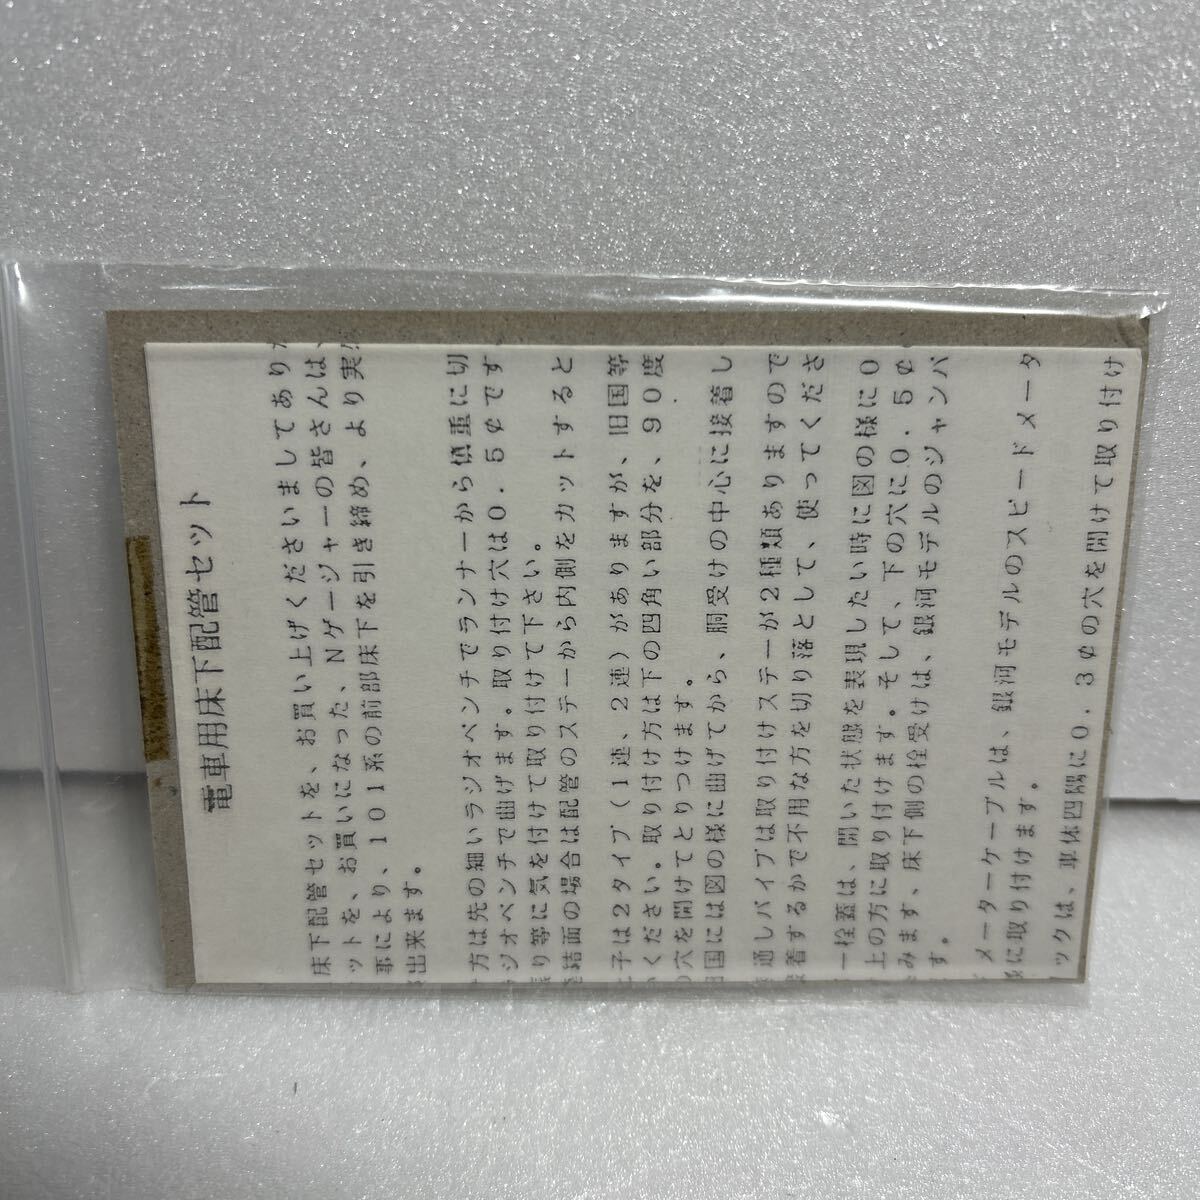 電車用床下配管セット
床下配管セットを、お買い上げくださいましてあり
ットを、お買いになった、Nゲージャーの皆さんは、
事により、101系の前部床下を引き締め、より実
出来ます。
方は先の細いラジオペンチでランナーから慎重に切
ジオペンチで曲げます。取り付け穴は0.5¢です
り等に気を付けて取り付けて下さい。
結面の場合は配管のステーから内側をカットすると
子は2タイプ(1連、2連)がありますが、旧国等
ください。取り付け方は下の四角い部分を、90度
の穴を開けてとりつけます。
国には図の様に曲げてから、胴受けの中心に接着し
通しパイプは取り付けステーが2種類ありますので
着するかで不用な方を切り落として、使ってくださ
ー栓蓋は、開いた状態を表現したい時に図の様に0
上の方に取り付けます。そして、下の穴に0.5¢
みます、床下側の栓受けは、銀河モデルのジャンパ
す。
メーターケーブルは、銀河モデルのスピードメータ
様に取り付けます。
ックは、車体四隅に0.3¢の穴を開けて取り付け